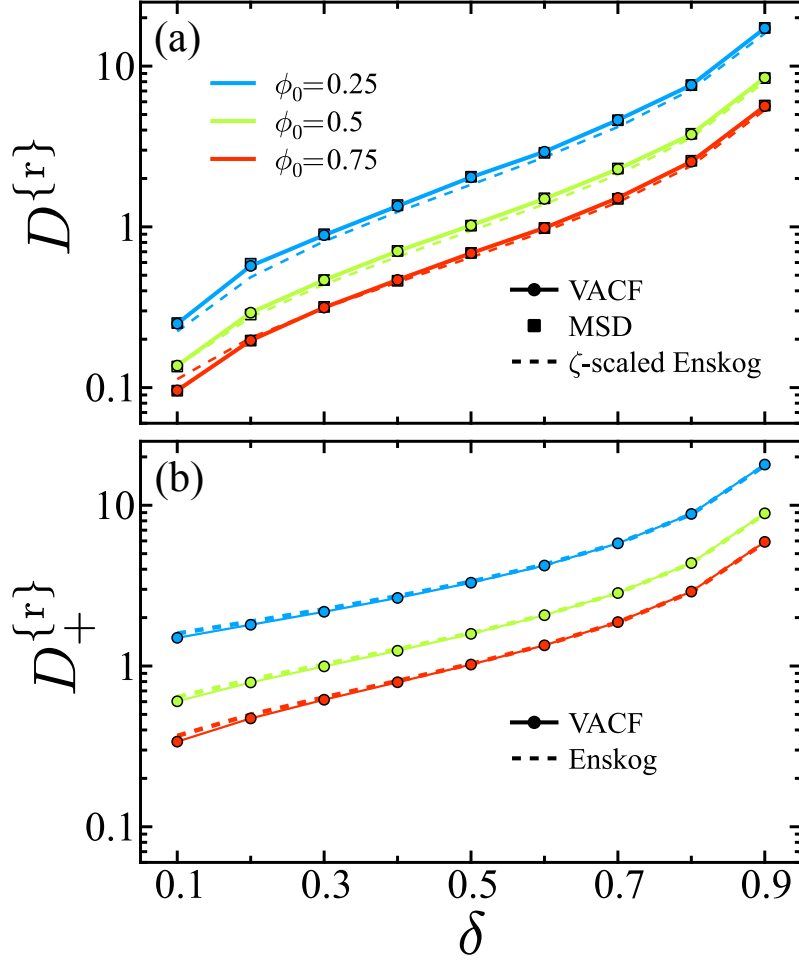 (a)
10
1
0.1
D{r}
ϕ0=0.25
ϕ0=0.5
ϕ0=0.75
VACF
MSD
ζ-scaled Enskog
(b)
10
1
0.1
D+{r}
VACF
Enskog
0.1 0.3 0.5 0.7 0.9
δ